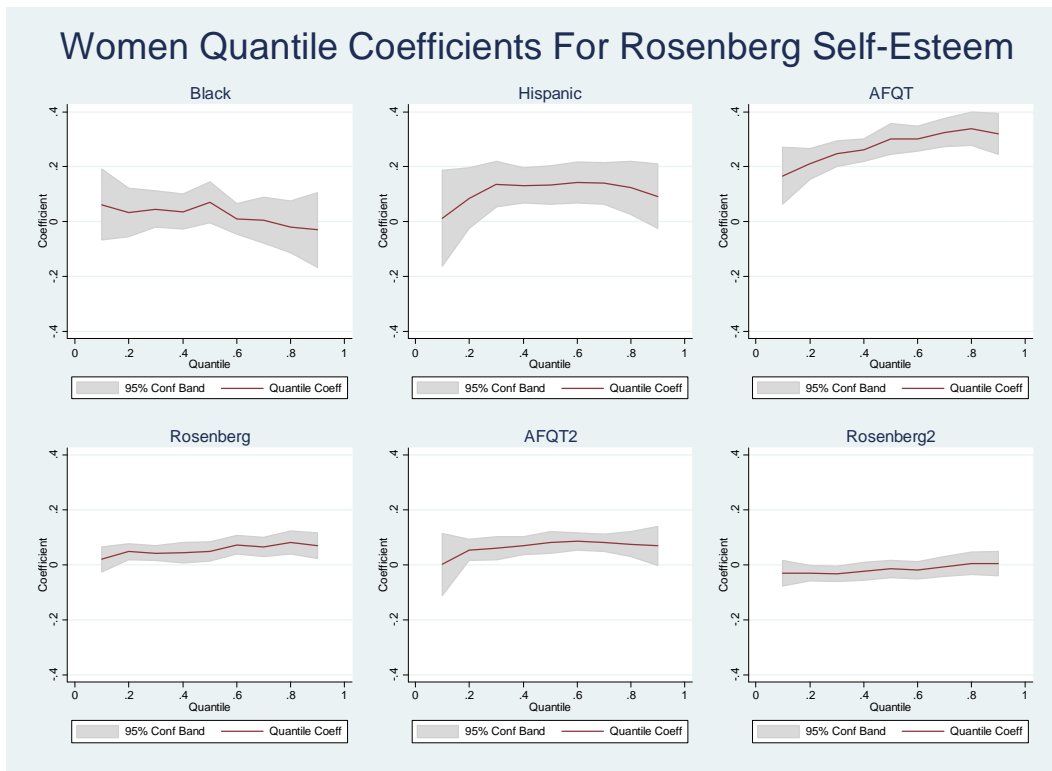 Women Quantile Coefficients For Rosenberg Self-Esteem
Black
Coefficient
.4
.2
0
-.2
-.4
0 .2 .4 .6 .8 1
Quantile
95% Conf Band Quantile Coeff
Hispanic
Coefficient
.4
.2
0
-.2
-.4
0 .2 .4 .6 .8 1
Quantile
95% Conf Band Quantile Coeff
AFQT
Coefficient
.4
.2
0
-.2
-.4
0 .2 .4 .6 .8 1
Quantile
95% Conf Band Quantile Coeff
Rosenberg
Coefficient
.4
.2
0
-.2
-.4
0 .2 .4 .6 .8 1
Quantile
95% Conf Band Quantile Coeff
AFQT2
Coefficient
.4
.2
0
-.2
-.4
0 .2 .4 .6 .8 1
Quantile
95% Conf Band Quantile Coeff
Rosenberg2
Coefficient
.4
.2
0
-.2
-.4
0 .2 .4 .6 .8 1
Quantile
95% Conf Band Quantile Coeff